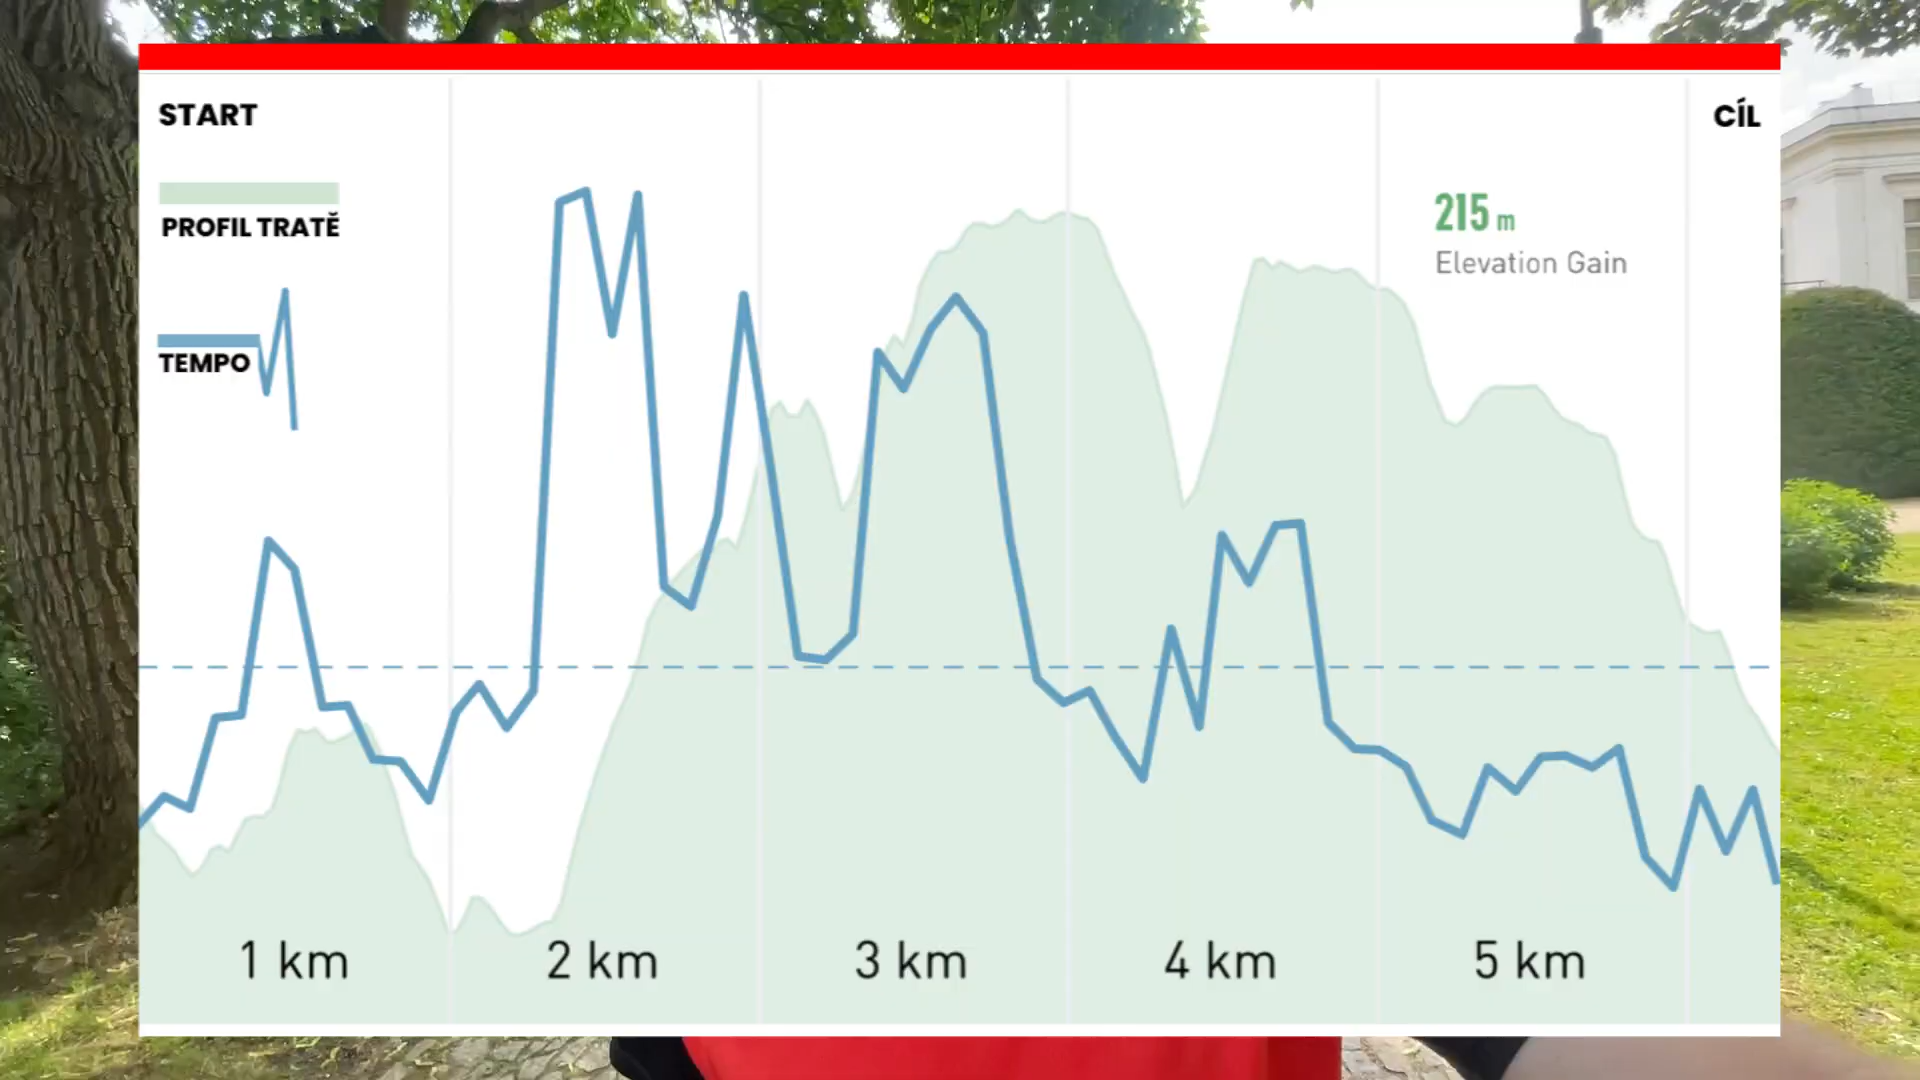 START
CÍL
PROFIL TRATĚ
215 m
Elevation Gain
TEMPO
1 km
2 km
3 km
4 km
5 km